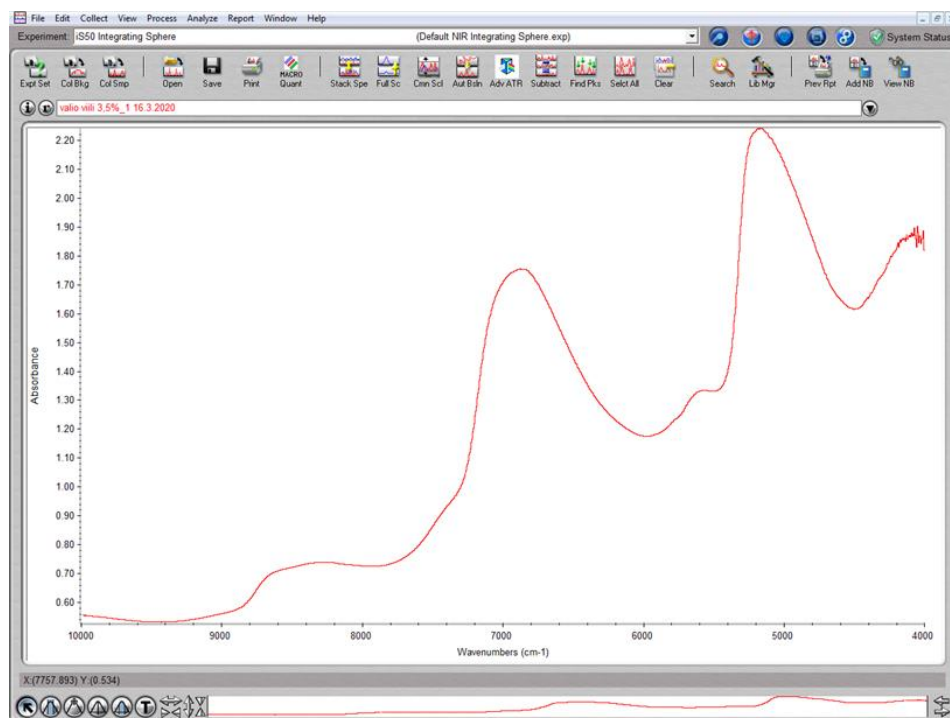 File Edit Collect View Process Analyze Report Window Help
Experiment: iS50 Integrating Sphere (Default NIR Integrating Sphere.exp) System Status
Expt Set Col Bkg Col Smp Open Save Print MACRO Quant Stack Spe Full Sc Cmn Scl Aut Bsln Adv ATR Subtract Find Pks Selct All Clear Search Lib Mgr Prev Rpt Add NB View NB
valio viili 3,5%_1 16.3.2020
2.20
2.10
2.00
1.90
1.80
1.70
1.60
1.50
1.40
1.30
1.20
1.10
1.00
0.90
0.80
0.70
0.60
Absorbance
10000 9000 8000 7000 6000 5000 4000
Wavenumbers (cm-1)
X:(7757.893) Y:(0.534)
T